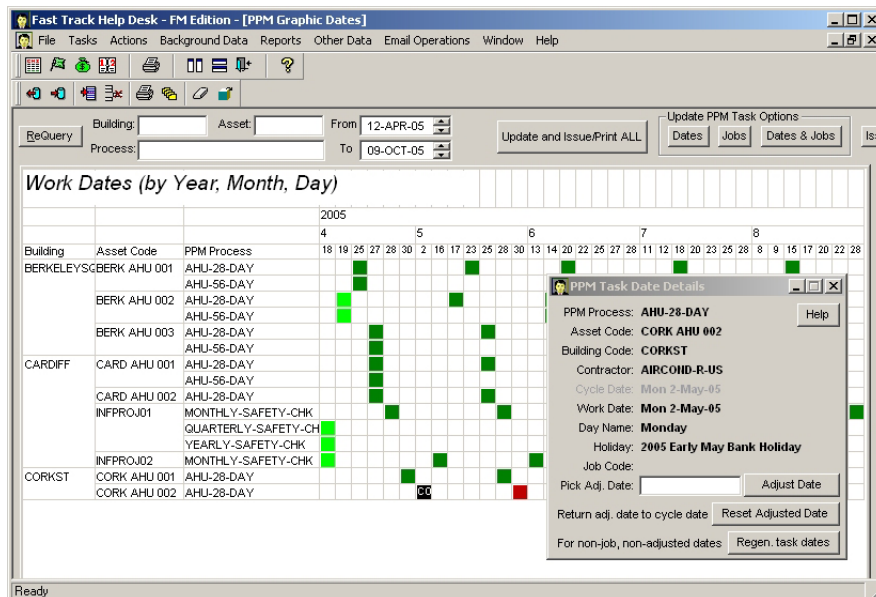 Fast Track Help Desk - FM Edition - [PPM Graphic Dates]
File Tasks Actions Background Data Reports Other Data Email Operations Window Help
Building: Asset: From 12-APR-05
ReQuery
Process: To 09-OCT-05
Update and Issue/Print ALL
Update PPM Task Options
Dates Jobs Dates & Jobs
Work Dates (by Year, Month, Day)
2005
4 5 6 7 8
Building Asset Code PPM Process 18 19 25 27 28 30 2 16 17 23 25 28 30 13 14 20 22 25 27 28 11 12 18 20 23 25 28 8 9 15 17 20 22 28
BERKELEYSG BERK AHU 001 AHU-28-DAY
AHU-56-DAY
BERK AHU 002 AHU-28-DAY
AHU-56-DAY
BERK AHU 003 AHU-28-DAY
AHU-56-DAY
CARDIFF CARD AHU 001 AHU-28-DAY
AHU-56-DAY
CARD AHU 002 AHU-28-DAY
INFPROJ01 MONTHLY-SAFETY-CHK
QUARTERLY-SAFETY-CH
YEARLY-SAFETY-CHK
INFPROJ02 MONTHLY-SAFETY-CHK
CORKST CORK AHU 001 AHU-28-DAY
CORK AHU 002 AHU-28-DAY CO
PPM Task Date Details
PPM Process: AHU-28-DAY
Help
Asset Code: CORK AHU 002
Building Code: CORKST
Contractor: AIRCOND-R-US
Cycle Date: Mon 2-May-05
Work Date: Mon 2-May-05
Day Name: Monday
Holiday: 2005 Early May Bank Holiday
Job Code:
Pick Adj. Date: Adjust Date
Return adj. date to cycle date Reset Adjusted Date
For non-job, non-adjusted dates Regen. task dates
Ready